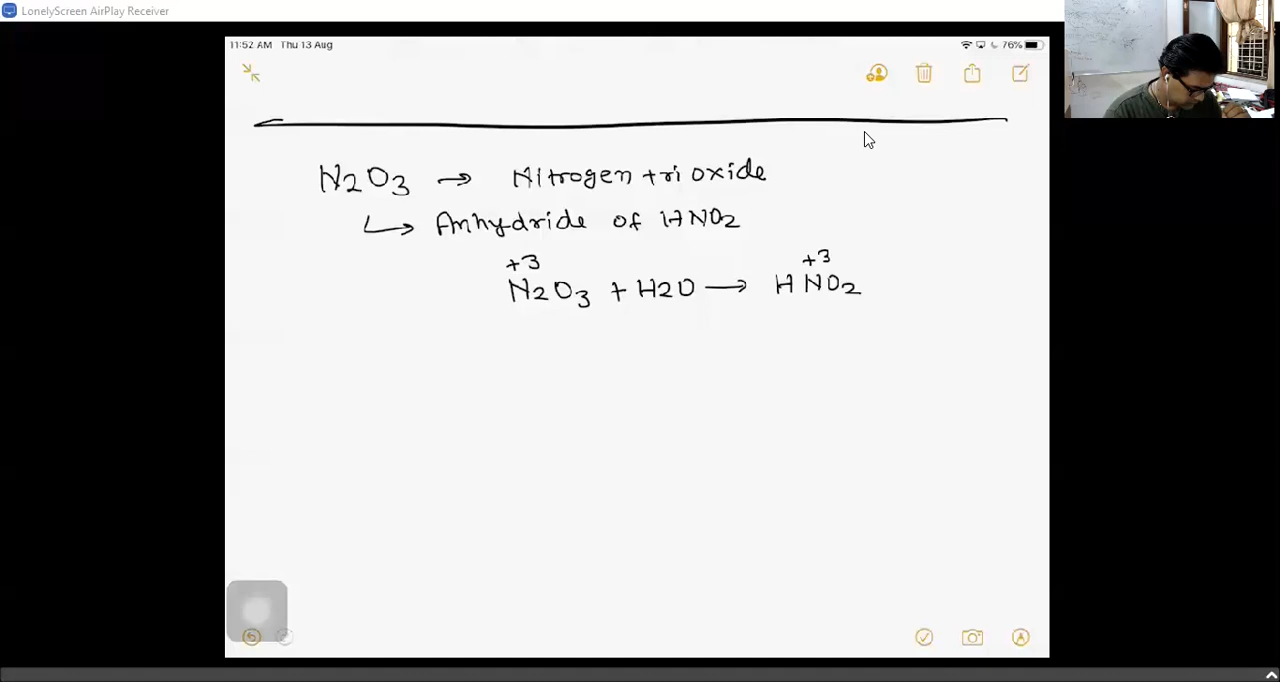 LonelyScreen AirPlay Receiver
11:52 AM Thu 13 Aug
76%
N2O3 → Nitrogen trioxide
↳ Anhydride of HNO2
+3 +3
N2O3 + H2O → HNO2